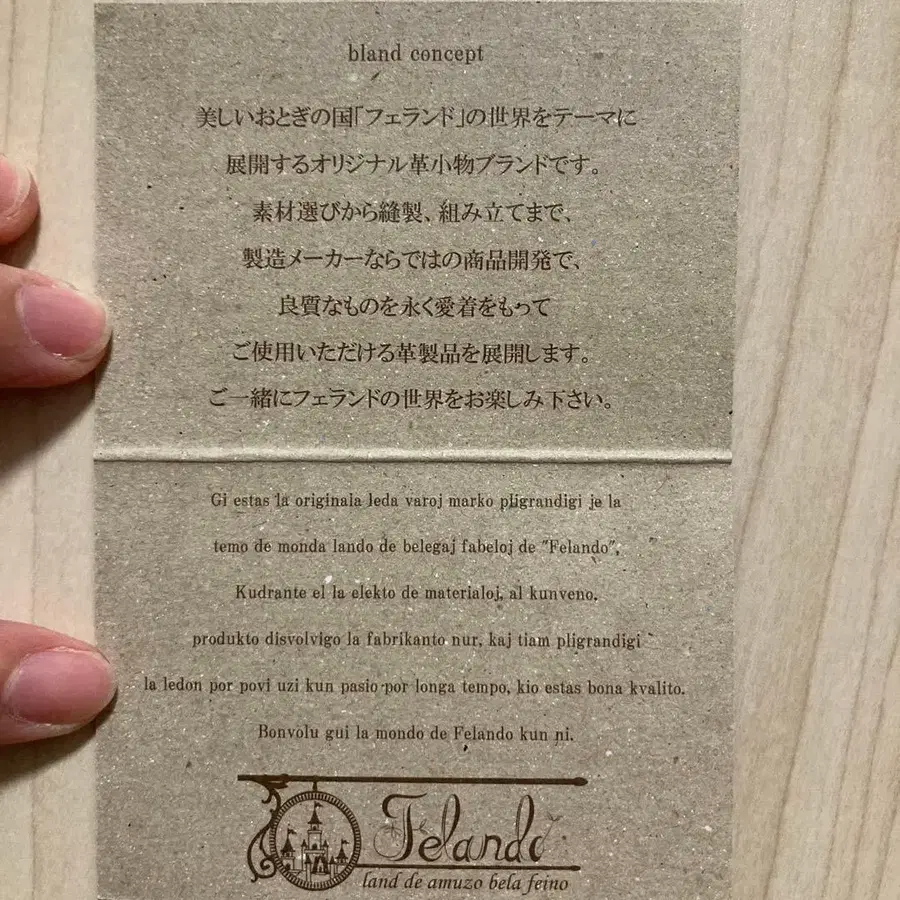 bland concept
美しいおとぎの国「フェランド」の世界をテーマに
展開するオリジナル革小物ブランドです。
素材選びから縫製、組み立てまで、
製造メーカーならではの商品開発で、
良質なものを永く愛着をもって
ご使用いただける革製品を展開します。
ご一緒にフェランドの世界をお楽しみ下さい。
Gi estas la originala leda varoj marko pligrandigi je la
temo de monda lando de belegaj fabeloj de "Felando",
Kudrante el la elekto de materialoj, al kunveno.
produkto disvolvigo la fabrikanto nur, kaj tiam pligrandigi
la ledon por povi uzi kun pasio por longa tempo, kio estas bona kvalito.
Bonvolu gui la mondo de Felando kun ni.
Felando
land de amuzo bela feino